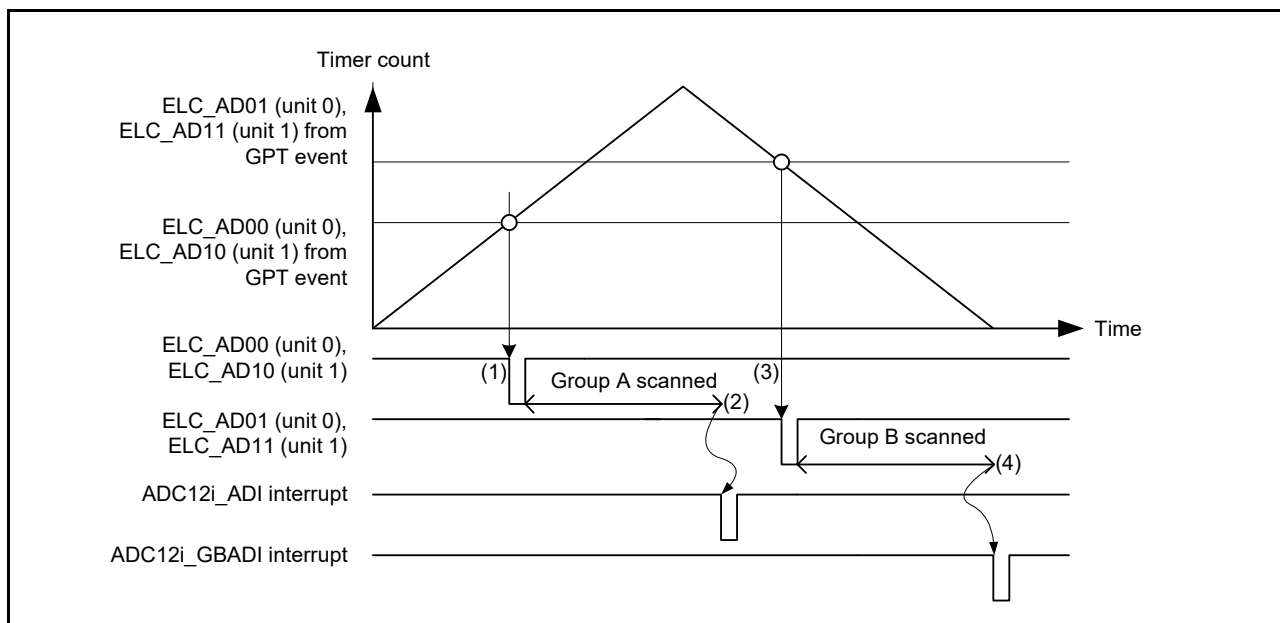 Timer count
ELC_AD01 (unit 0),
ELC_AD11 (unit 1) from
GPT event
ELC_AD00 (unit 0),
ELC_AD10 (unit 1) from
GPT event
Time
ELC_AD00 (unit 0),
ELC_AD10 (unit 1)
(1)
Group A scanned
(2)
(3)
ELC_AD01 (unit 0),
ELC_AD11 (unit 1)
Group B scanned
(4)
ADC12i_ADI interrupt
ADC12i_GBADI interrupt